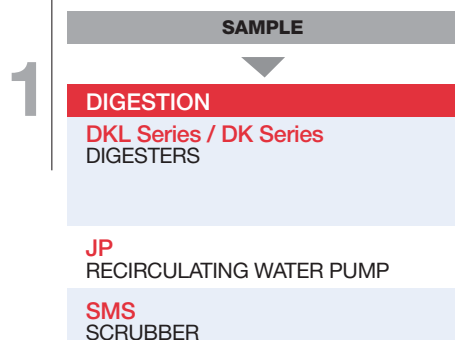 SAMPLE
1
DIGESTION
DKL Series / DK Series
DIGESTERS
JP
RECIRCULATING WATER PUMP
SMS
SCRUBBER